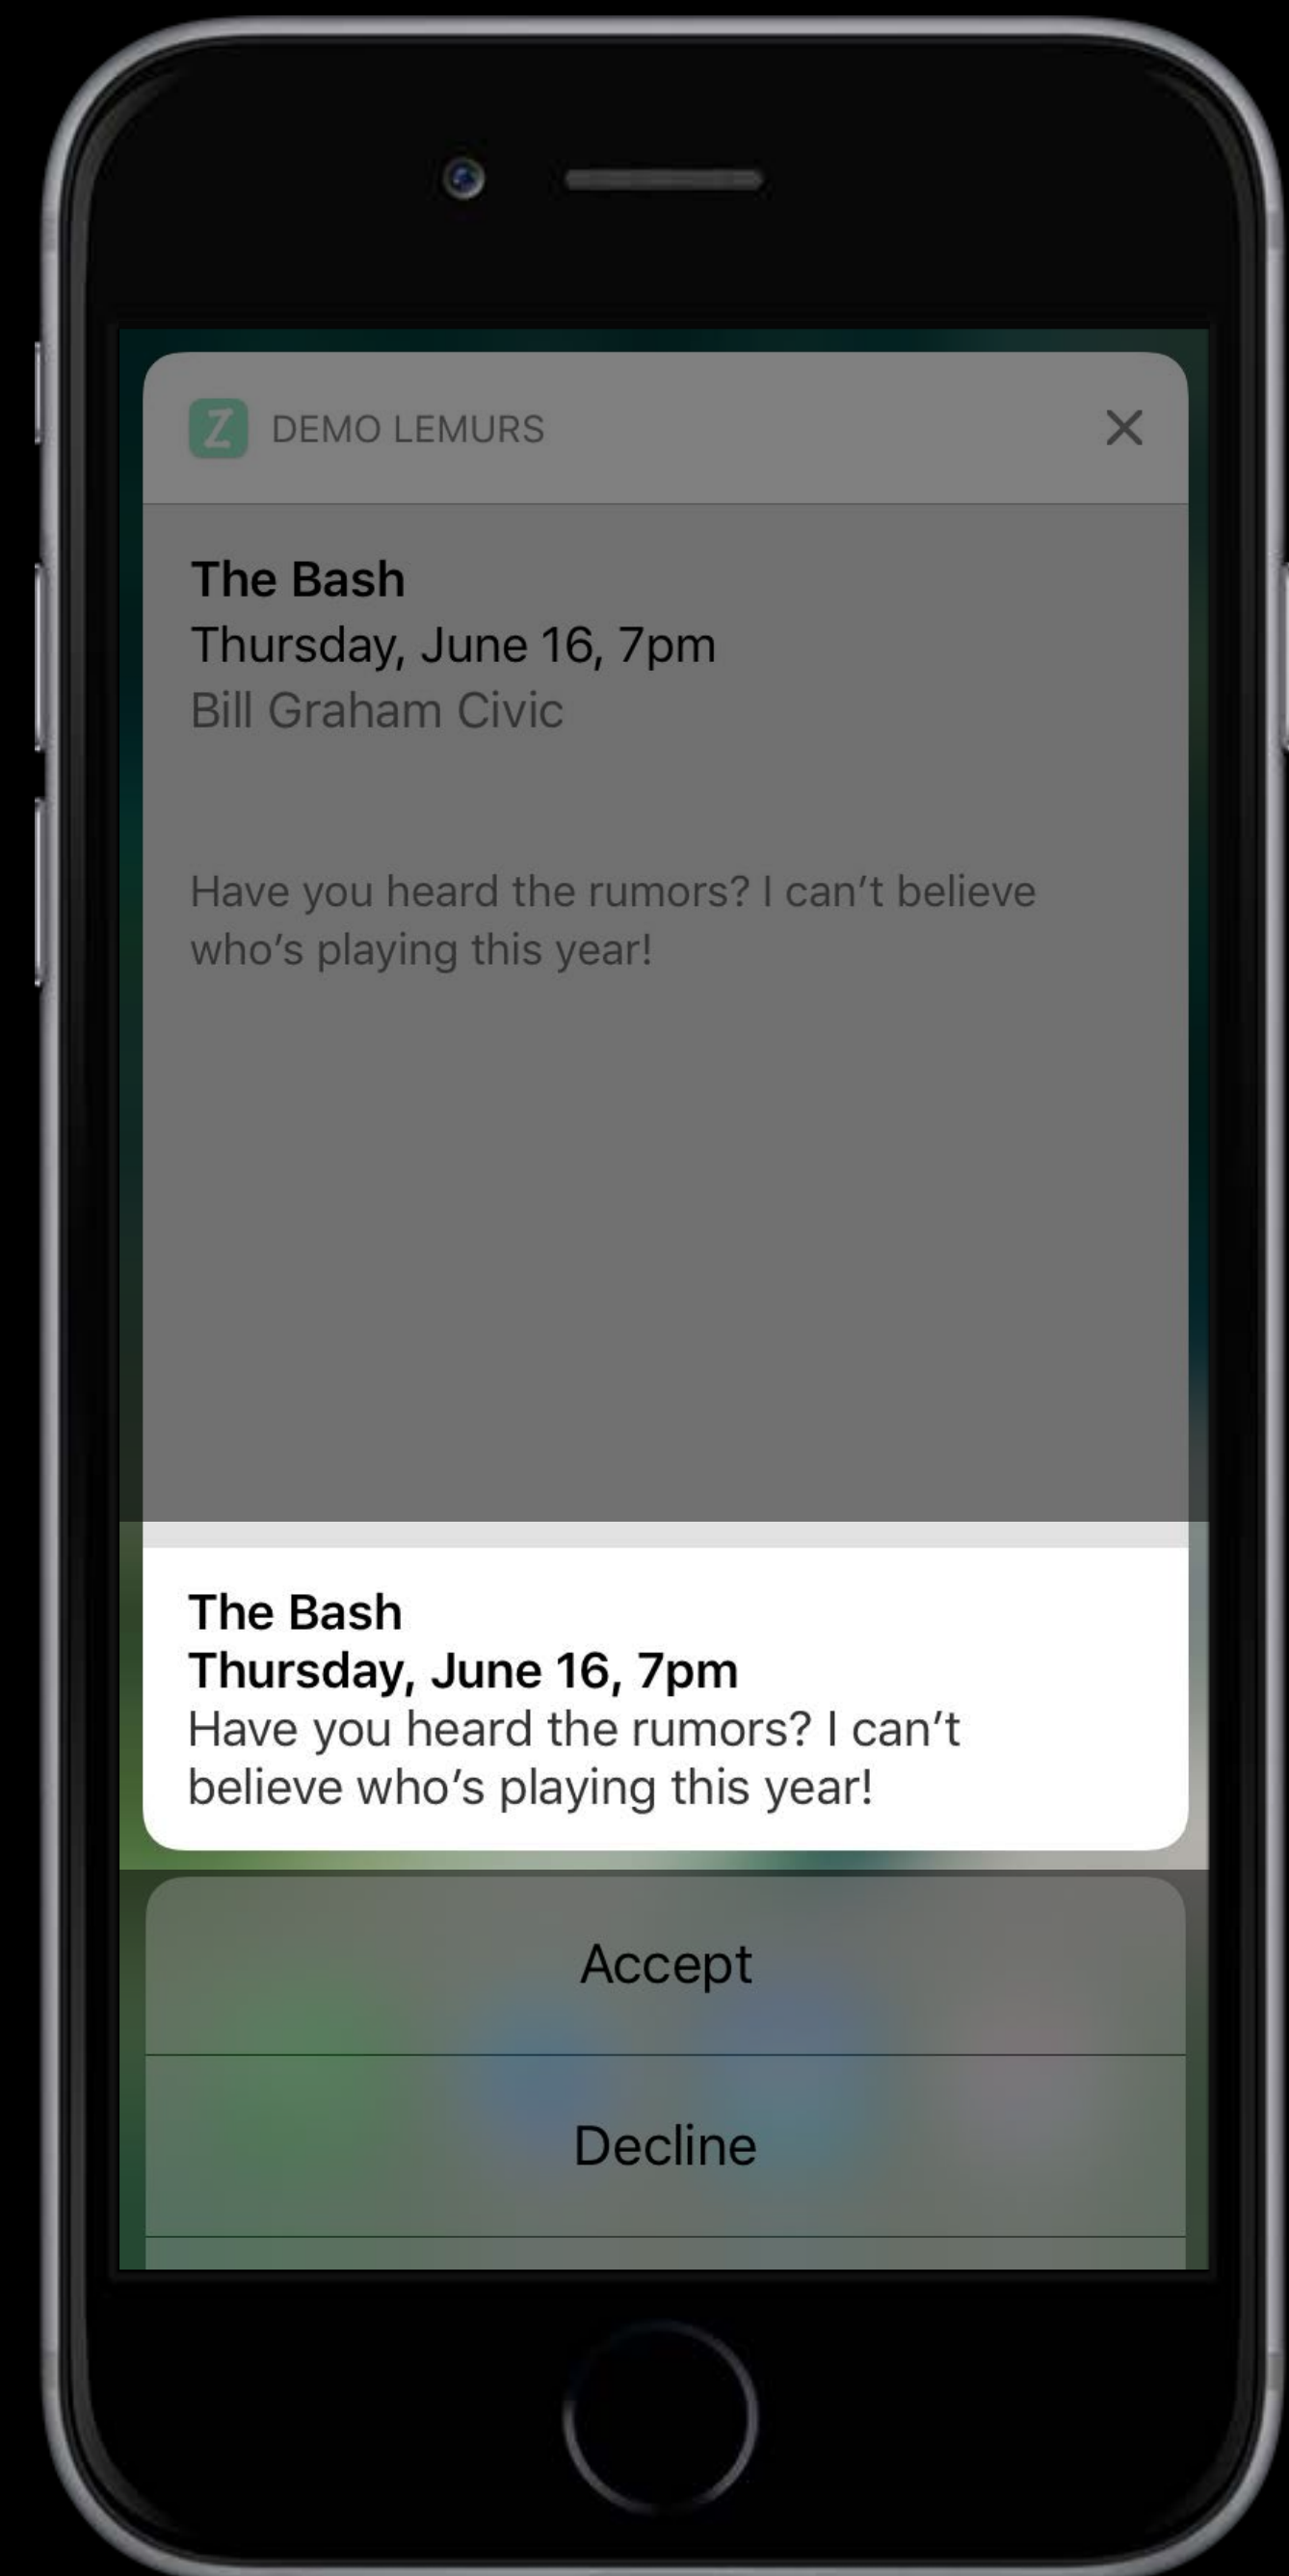 Z DEMO LEMURS
The Bash
Thursday, June 16, 7pm
Bill Graham Civic
Have you heard the rumors? I can’t believe
who’s playing this year!
The Bash
Thursday, June 16, 7pm
Have you heard the rumors? I can’t
believe who’s playing this year!
Accept
Decline